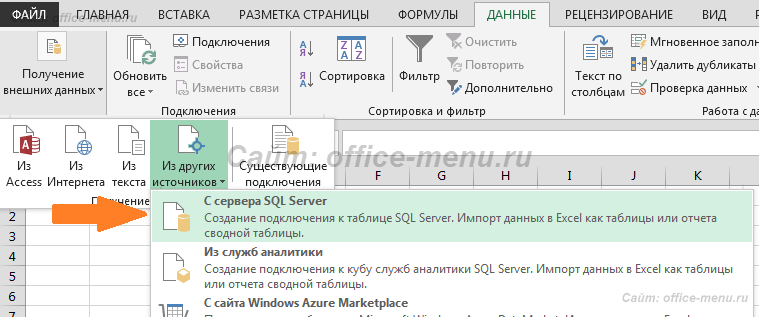 ФАЙЛ ГЛАВНАЯ ВСТАВКА РАЗМЕТКА СТРАНИЦЫ ФОРМУЛЫ ДАННЫЕ РЕЦЕНЗИРОВАНИЕ ВИД
Получение
внешних данных
Обновить
все
Подключения
Свойства
Изменить связи
Подключения
Сортировка
Фильтр
Очистить
Повторить
Дополнительно
Сортировка и фильтр
Текст по
столбцам
Мгновенное запол
Удалить дубликаты
Проверка данных
Работа с да
Из
Access
Из
Интернета
Из
текста
Из других
источников
Существующие
подключения
Сайт: office-menu.ru
F G H I J K
2
3
4
5
6
7
С сервера SQL Server
Создание подключения к таблице SQL Server. Импорт данных в Excel как таблицы или отчета
сводной таблицы.
Из служб аналитики
Создание подключения к кубу служб аналитики SQL Server. Импорт данных в Excel как таблицы
или отчета сводной таблицы.
С сайта Windows Azure Marketplace
Сайт: office-menu.ru